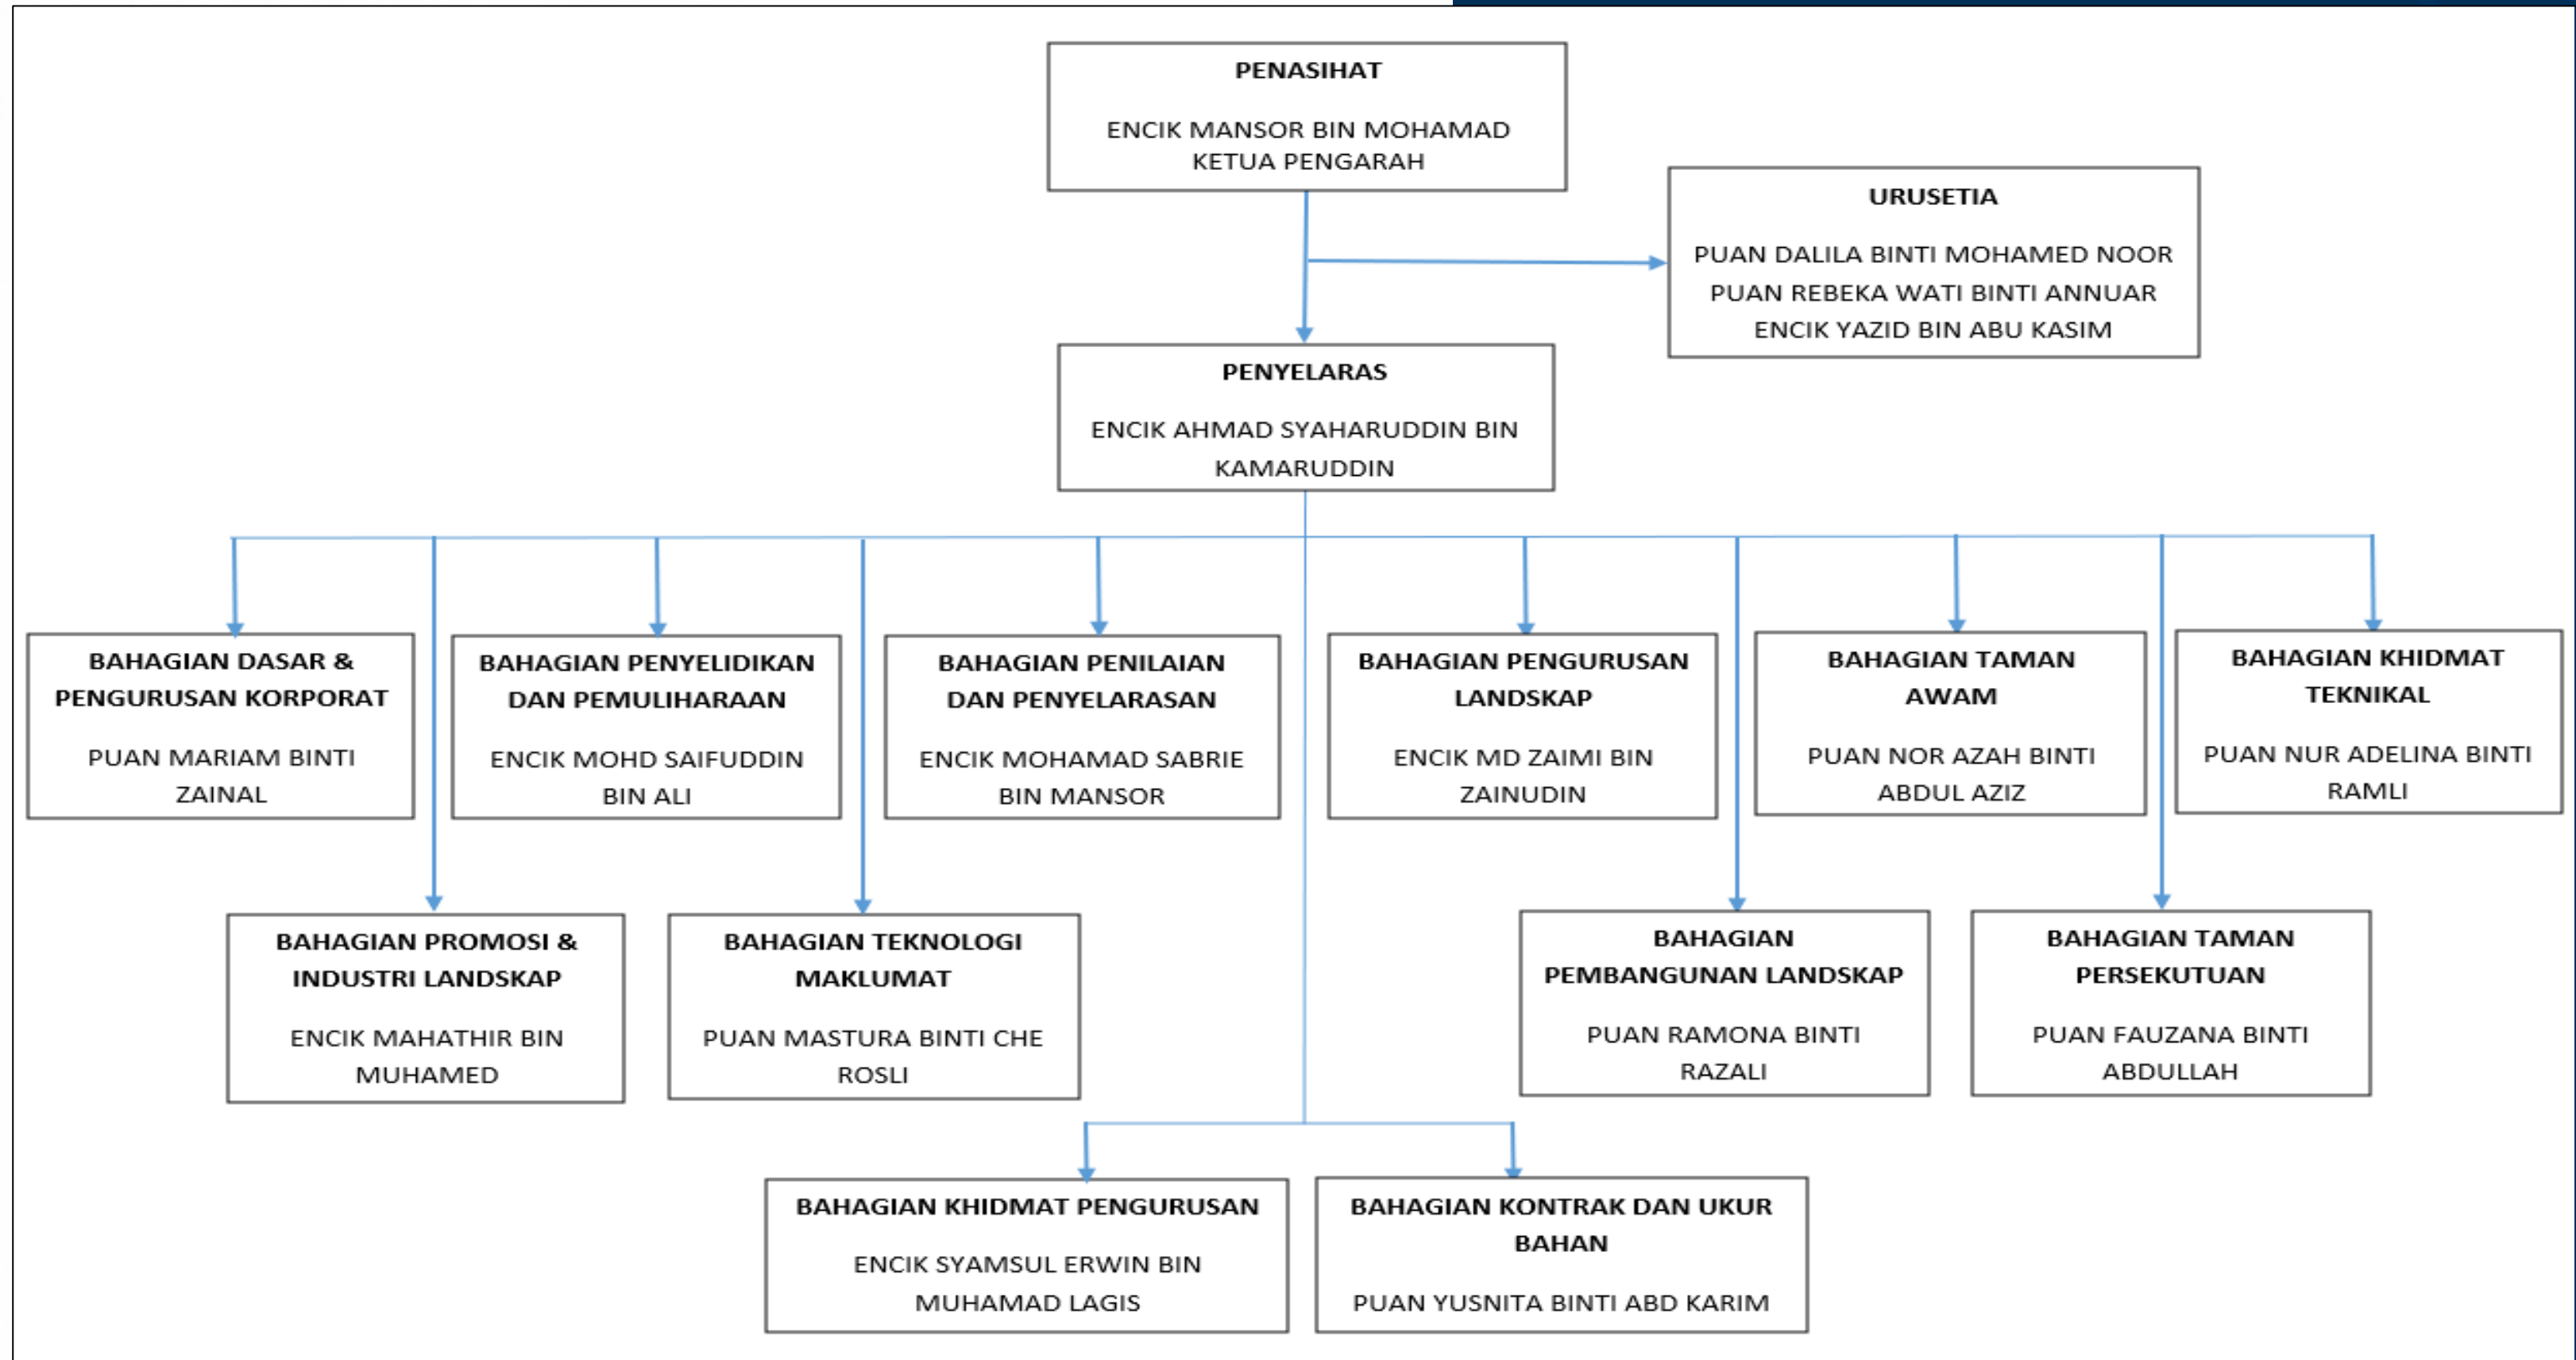 PENASIHAT
ENCIK MANSOR BIN MOHAMAD
KETUA PENGARAH
URUSETIA
PUAN DALILA BINTI MOHAMED NOOR
PUAN REBEKA WATI BINTI ANNUAR
ENCIK YAZID BIN ABU KASIM
PENYELARAS
ENCIK AHMAD SYAHARUDDIN BIN
KAMARUDDIN
BAHAGIAN DASAR &
PENGURUSAN KORPORAT
PUAN MARIAM BINTI
ZAINAL
BAHAGIAN PENYELIDIKAN
DAN PEMULIHARAAN
ENCIK MOHD SAIFUDDIN
BIN ALI
BAHAGIAN PENILAIAN
DAN PENYELARASAN
ENCIK MOHAMAD SABRIE
BIN MANSOR
BAHAGIAN PENGURUSAN
LANDSKAP
ENCIK MD ZAIMI BIN
ZAINUDIN
BAHAGIAN TAMAN
AWAM
PUAN NOR AZAH BINTI
ABDUL AZIZ
BAHAGIAN KHIDMAT
TEKNIKAL
PUAN NUR ADELINA BINTI
RAMLI
BAHAGIAN PROMOSI &
INDUSTRI LANDSKAP
ENCIK MAHATHIR BIN
MUHAMED
BAHAGIAN TEKNOLOGI
MAKLUMAT
PUAN MASTURA BINTI CHE
ROSLI
BAHAGIAN
PEMBANGUNAN LANDSKAP
PUAN RAMONA BINTI
RAZALI
BAHAGIAN TAMAN
PERSEKUTUAN
PUAN FAUZANA BINTI
ABDULLAH
BAHAGIAN KHIDMAT PENGURUSAN
ENCIK SYAMSUL ERWIN BIN
MUHAMAD LAGIS
BAHAGIAN KONTRAK DAN UKUR
BAHAN
PUAN YUSNITA BINTI ABD KARIM